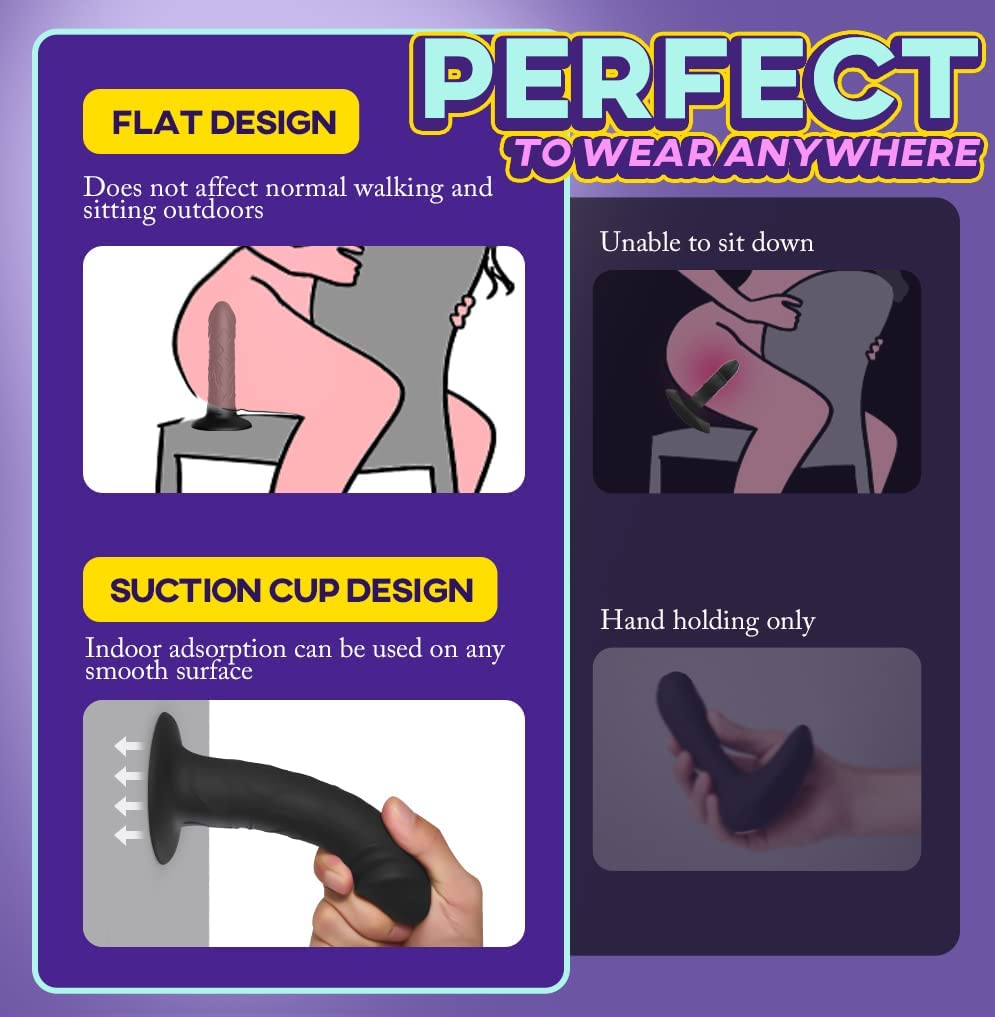 PERFECT
TO WEAR ANYWHERE
FLAT DESIGN
Does not affect normal walking and
sitting outdoors
Unable to sit down
SUCTION CUP DESIGN
Indoor adsorption can be used on any
smooth surface
Hand holding only